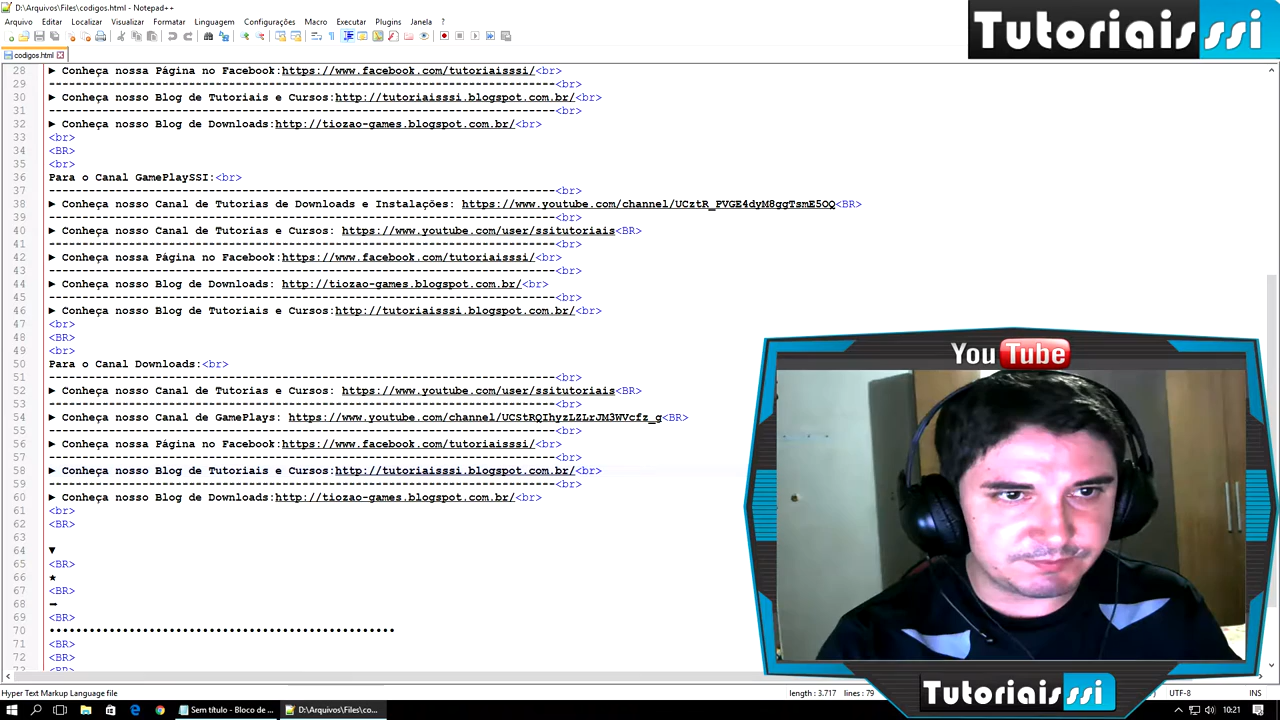 D:\Arquivos\Files\codigos.html - Notepad++
Arquivo Editar Localizar Visualizar Formatar Linguagem Configurações Macro Executar Plugins Janela ?
codigos.html
Tutoriaisssi
28 ► Conheça nossa Página no Facebook:https://www.facebook.com/tutoriaisssi/<br>
29 ----------------------------------------------------------------------------<br>
30 ► Conheça nosso Blog de Tutoriais e Cursos:http://tutoriaisssi.blogspot.com.br/<br>
31 ----------------------------------------------------------------------------<br>
32 ► Conheça nosso Blog de Downloads:http://tiozao-games.blogspot.com.br/<br>
33 <br>
34 <BR>
35 <br>
36 Para o Canal GamePlaySSI:<br>
37 ----------------------------------------------------------------------------<br>
38 ► Conheça nosso Canal de Tutorias de Downloads e Instalações: https://www.youtube.com/channel/UCztR_PVGE4dyM8ggTsmE5OQ<BR>
39 ----------------------------------------------------------------------------<br>
40 ► Conheça nosso Canal de Tutorias e Cursos: https://www.youtube.com/user/ssitutoriais<BR>
41 ----------------------------------------------------------------------------<br>
42 ► Conheça nossa Página no Facebook:https://www.facebook.com/tutoriaisssi/<br>
43 ----------------------------------------------------------------------------<br>
44 ► Conheça nosso Blog de Downloads: http://tiozao-games.blogspot.com.br/<br>
45 ----------------------------------------------------------------------------<br>
46 ► Conheça nosso Blog de Tutoriais e Cursos:http://tutoriaisssi.blogspot.com.br/<br>
47 <br>
48 <BR>
49 <br>
50 Para o Canal Downloads:<br>
51 ----------------------------------------------------------------------------<br>
52 ► Conheça nosso Canal de Tutorias e Cursos: https://www.youtube.com/user/ssitutoriais<BR>
53 ----------------------------------------------------------------------------<br>
54 ► Conheça nosso Canal de GamePlays: https://www.youtube.com/channel/UCStRQIhyzLZLrJM3WVcfz_g<BR>
55 ----------------------------------------------------------------------------<br>
56 ► Conheça nossa Página no Facebook:https://www.facebook.com/tutoriaisssi/<br>
57 ----------------------------------------------------------------------------<br>
58 ► Conheça nosso Blog de Tutoriais e Cursos:http://tutoriaisssi.blogspot.com.br/<br>
59 ----------------------------------------------------------------------------<br>
60 ► Conheça nosso Blog de Downloads:http://tiozao-games.blogspot.com.br/<br>
61 <br>
62 <BR>
63
64 ▼
65 <BR>
66 ★
67 <BR>
68 ➡
69 <BR>
70 ••••••••••••••••••••••••••••••••••••••••••••••••••••
71 <BR>
72 <BR>
YouTube
Tutoriaisssi
Hyper Text Markup Language file length : 3.717 lines : 79 UTF-8 INS
Sem título - Bloco de ... D:\Arquivos\Files\co... 10:21